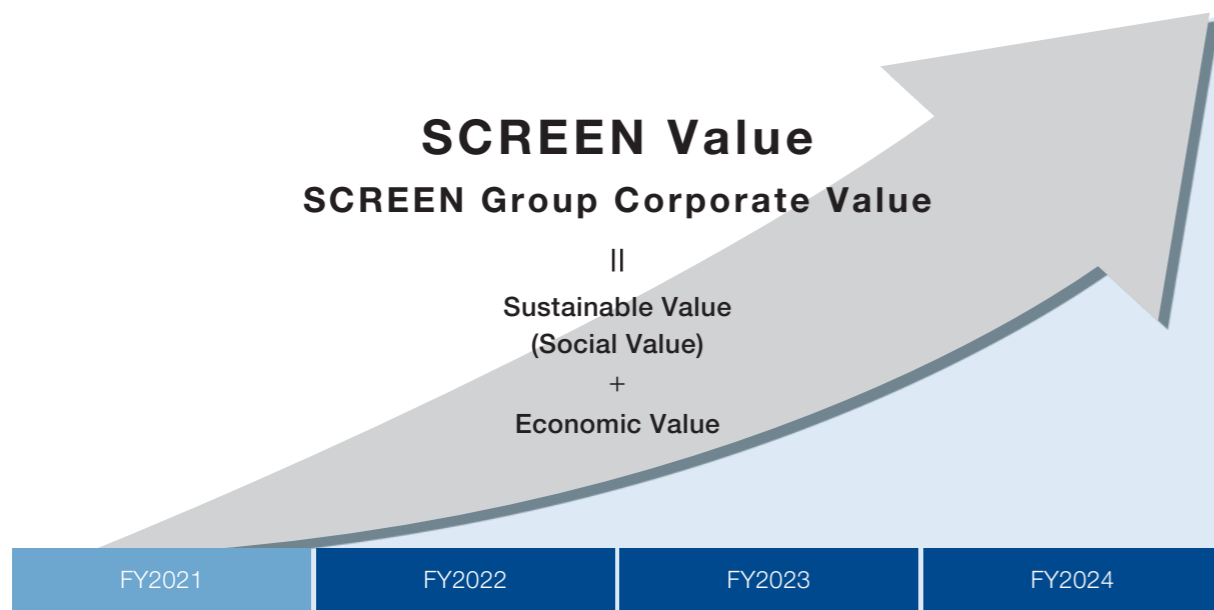 SCREEN Value
SCREEN Group Corporate Value
=
Sustainable Value
(Social Value)
+
Economic Value
FY2021 FY2022 FY2023 FY2024